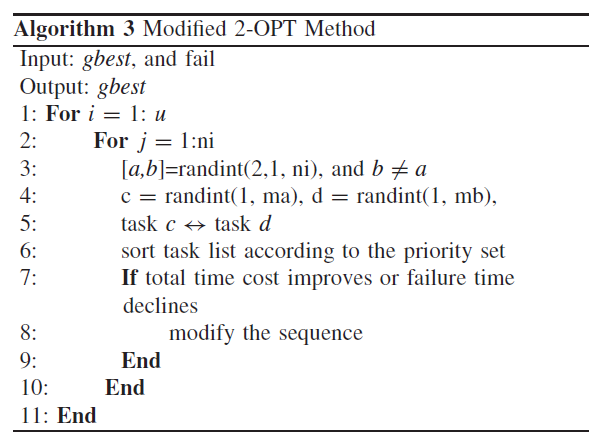 Algorithm 3 Modified 2-OPT Method
Input: gbest, and fail
Output: gbest
1: For i = 1: u
2: For j = 1:ni
3: [a,b]=randint(2,1, ni), and b ≠ a
4: c = randint(1, ma), d = randint(1, mb),
5: task c ↔ task d
6: sort task list according to the priority set
7: If total time cost improves or failure time
declines
8: modify the sequence
9: End
10: End
11: End